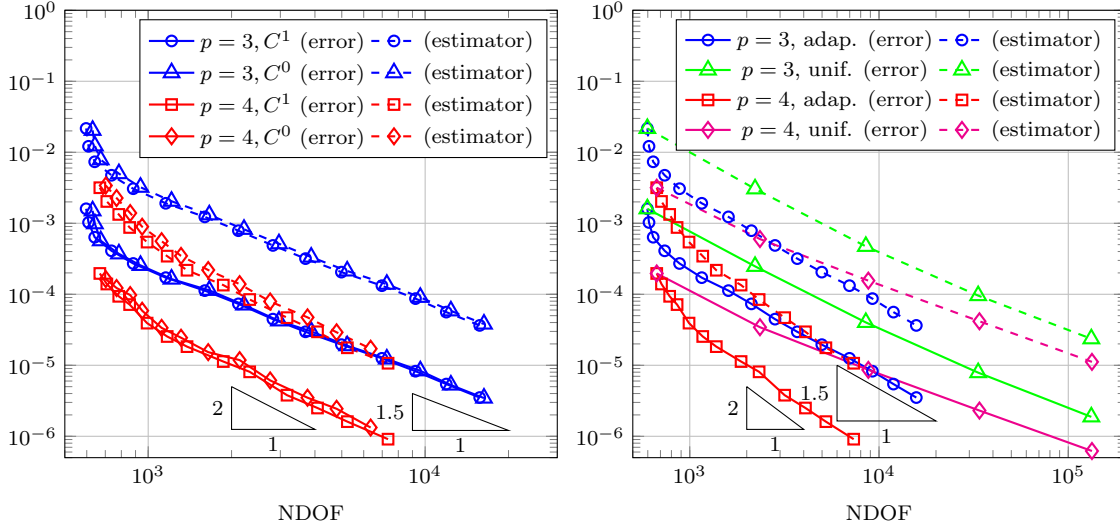 10^0
10^−1
10^−2
10^−3
10^−4
10^−5
10^−6
10^3
10^4
NDOF
p = 3, C^1 (error) (estimator)
p = 3, C^0 (error) (estimator)
p = 4, C^1 (error) (estimator)
p = 4, C^0 (error) (estimator)
2
1
1.5
1
10^0
10^−1
10^−2
10^−3
10^−4
10^−5
10^−6
10^3
10^4
10^5
NDOF
p = 3, adap. (error) (estimator)
p = 3, unif. (error) (estimator)
p = 4, adap. (error) (estimator)
p = 4, unif. (error) (estimator)
2
1
1.5
1